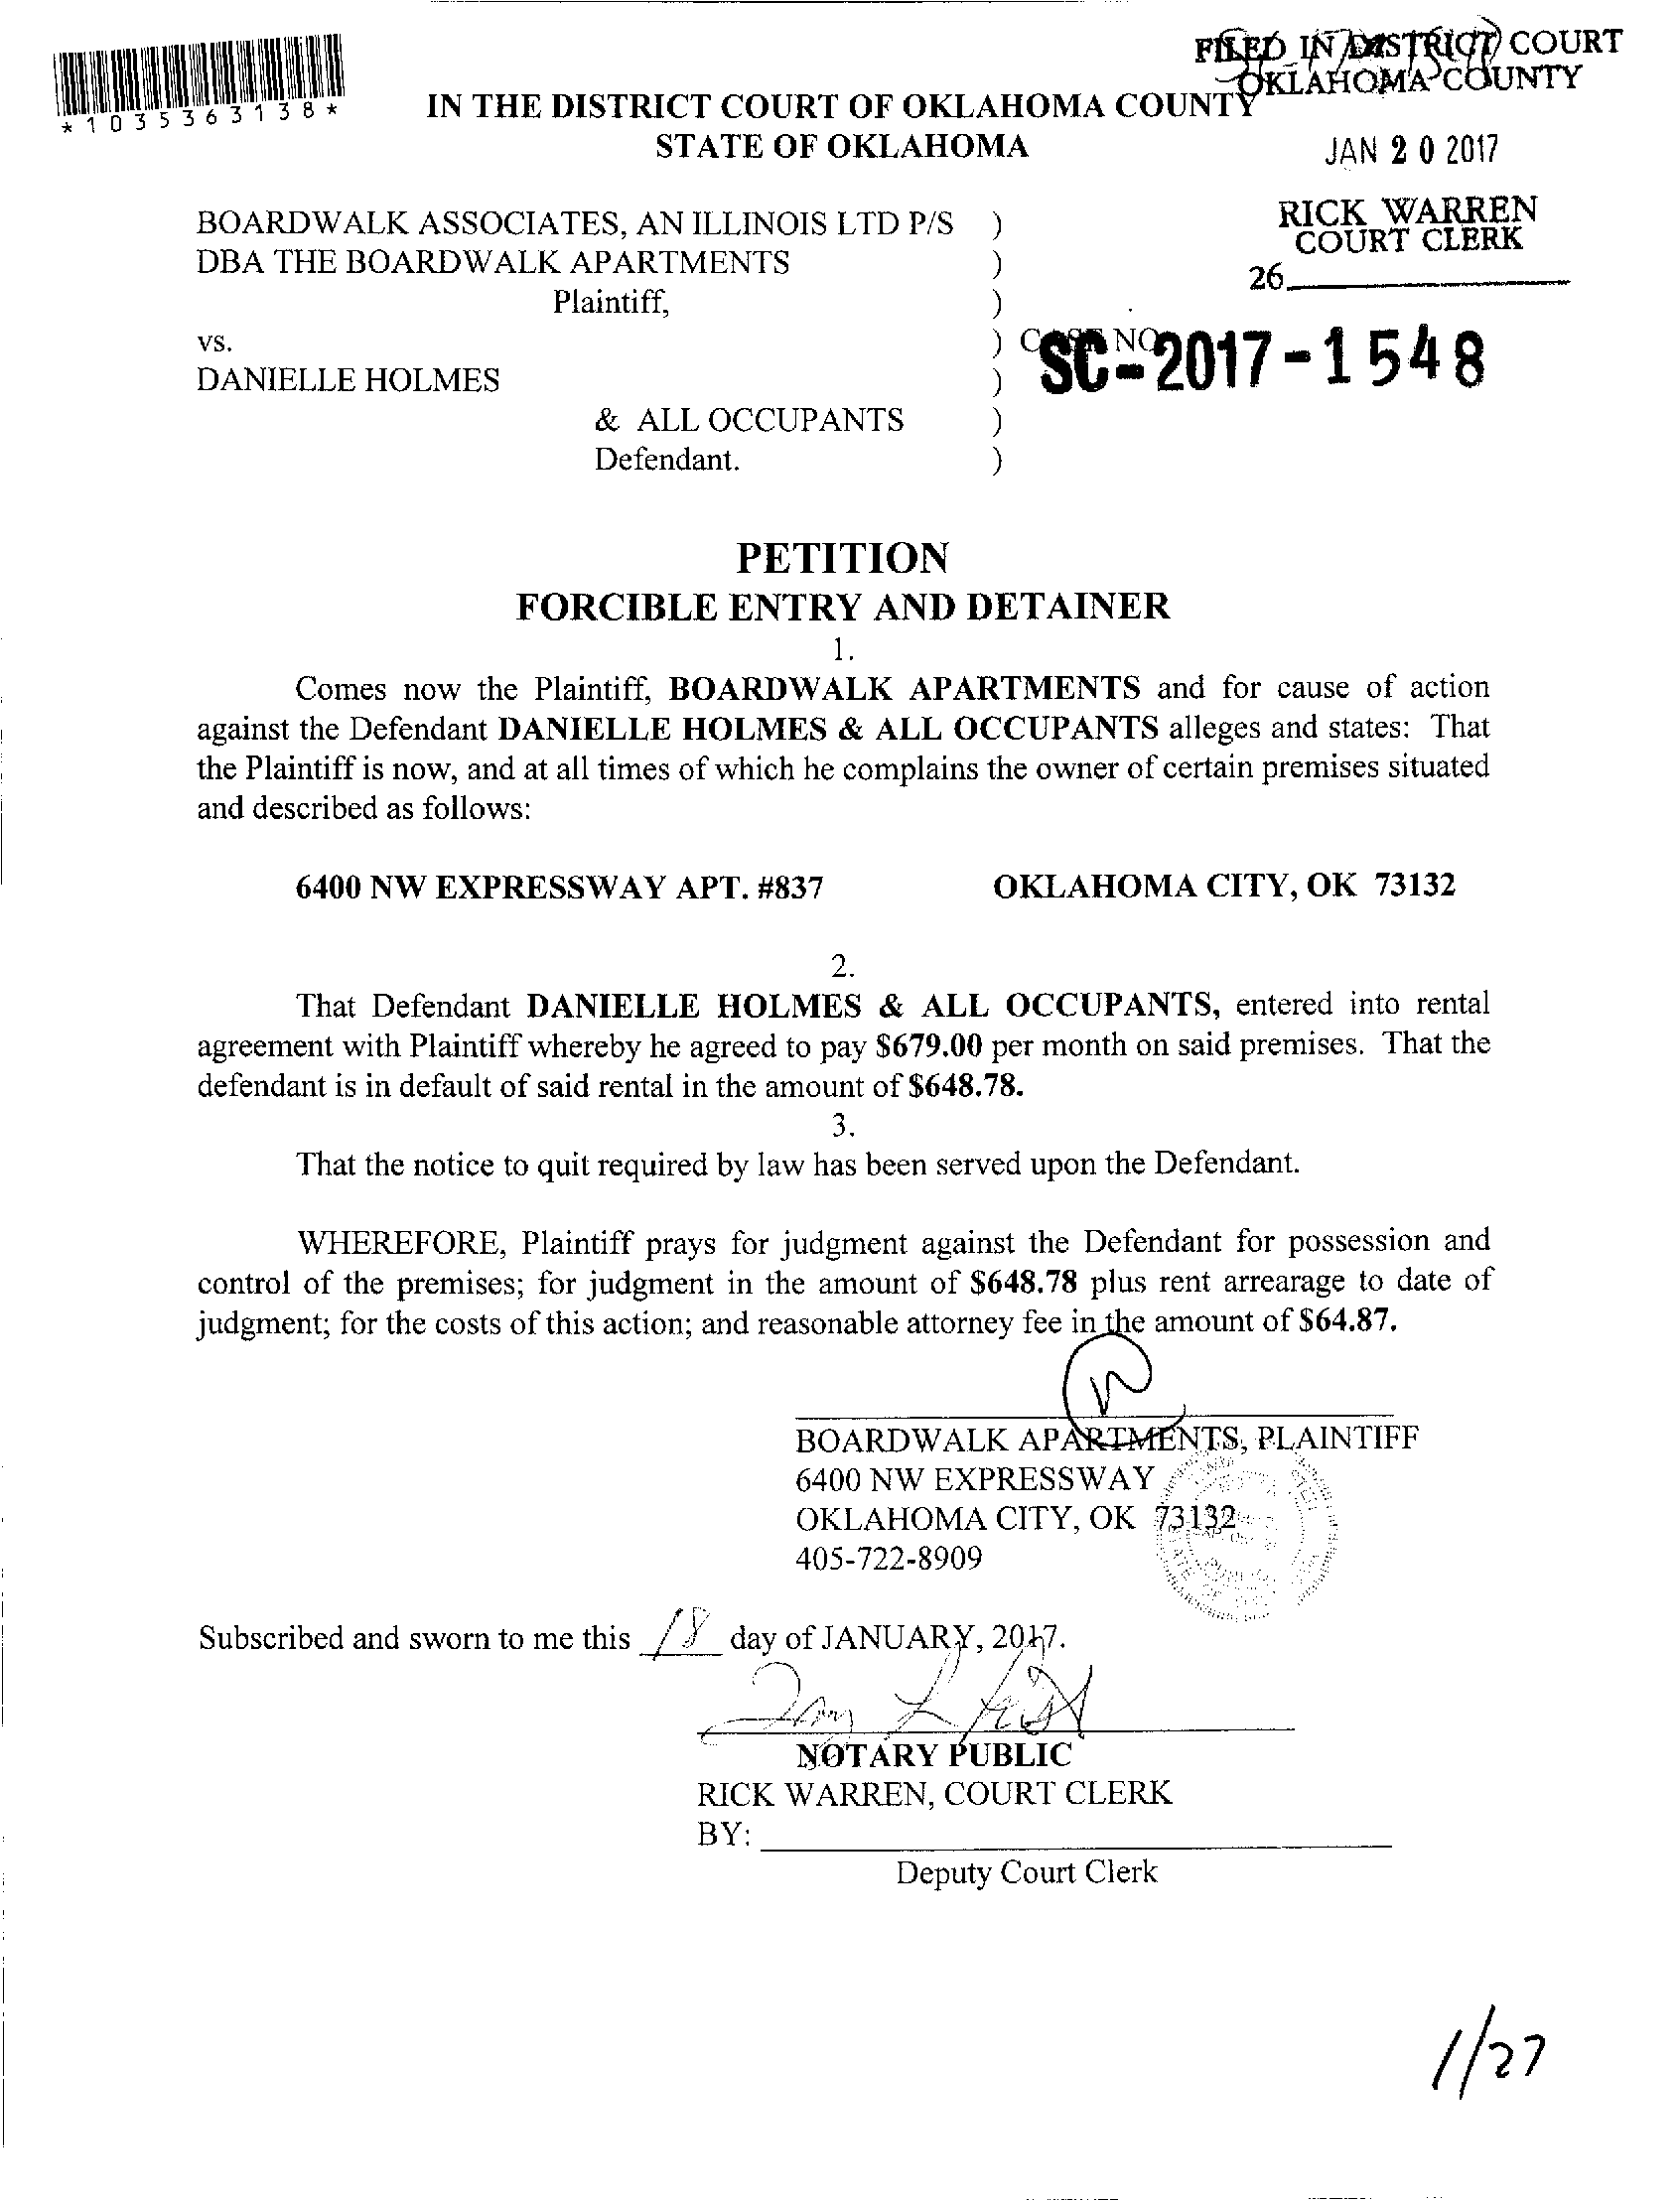 *1035363138*
FILED IN DISTRICT COURT
OKLAHOMA COUNTY
IN THE DISTRICT COURT OF OKLAHOMA COUNTY
STATE OF OKLAHOMA
JAN 20 2017
RICK WARREN
COURT CLERK
26
BOARDWALK ASSOCIATES, AN ILLINOIS LTD P/S )
DBA THE BOARDWALK APARTMENTS )
Plaintiff, )
vs. ) CASE NO SC-2017-1548
DANIELLE HOLMES )
& ALL OCCUPANTS )
Defendant. )
PETITION
FORCIBLE ENTRY AND DETAINER
1.
Comes now the Plaintiff, BOARDWALK APARTMENTS and for cause of action
against the Defendant DANIELLE HOLMES & ALL OCCUPANTS alleges and states: That
the Plaintiff is now, and at all times of which he complains the owner of certain premises situated
and described as follows:
6400 NW EXPRESSWAY APT. #837 OKLAHOMA CITY, OK 73132
2.
That Defendant DANIELLE HOLMES & ALL OCCUPANTS, entered into rental
agreement with Plaintiff whereby he agreed to pay $679.00 per month on said premises. That the
defendant is in default of said rental in the amount of $648.78.
3.
That the notice to quit required by law has been served upon the Defendant.
WHEREFORE, Plaintiff prays for judgment against the Defendant for possession and
control of the premises; for judgment in the amount of $648.78 plus rent arrearage to date of
judgment; for the costs of this action; and reasonable attorney fee in the amount of $64.87.
BOARDWALK APARTMENTS, PLAINTIFF
6400 NW EXPRESSWAY
OKLAHOMA CITY, OK 73132
405-722-8909
Subscribed and sworn to me this 18 day of JANUARY, 2017.
NOTARY PUBLIC
RICK WARREN, COURT CLERK
BY:
Deputy Court Clerk
1/27